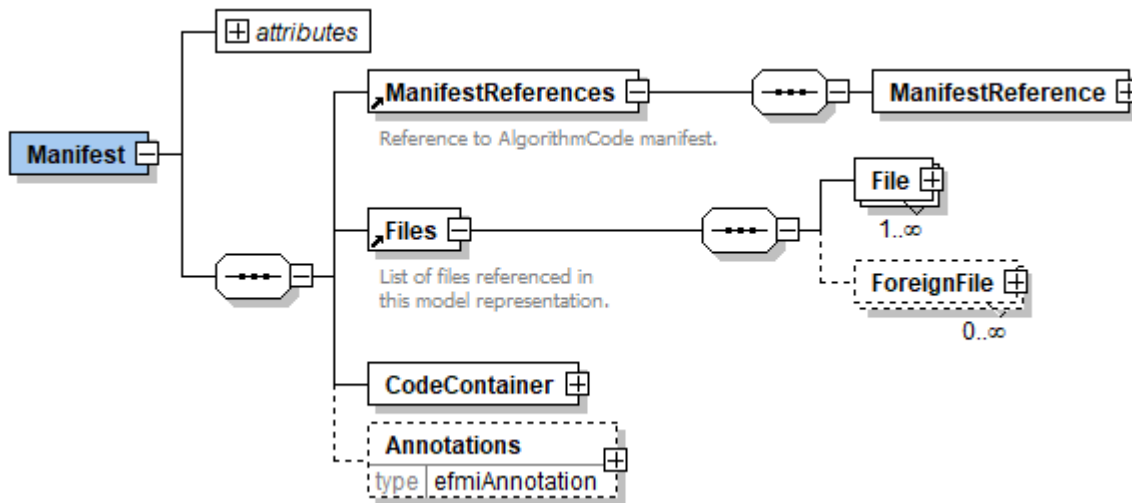 attributes
ManifestReferences
ManifestReference
Reference to AlgorithmCode manifest.
Manifest
File
1..∞
Files
List of files referenced in
this model representation.
ForeignFile
0..∞
CodeContainer
Annotations
type efmiAnnotation